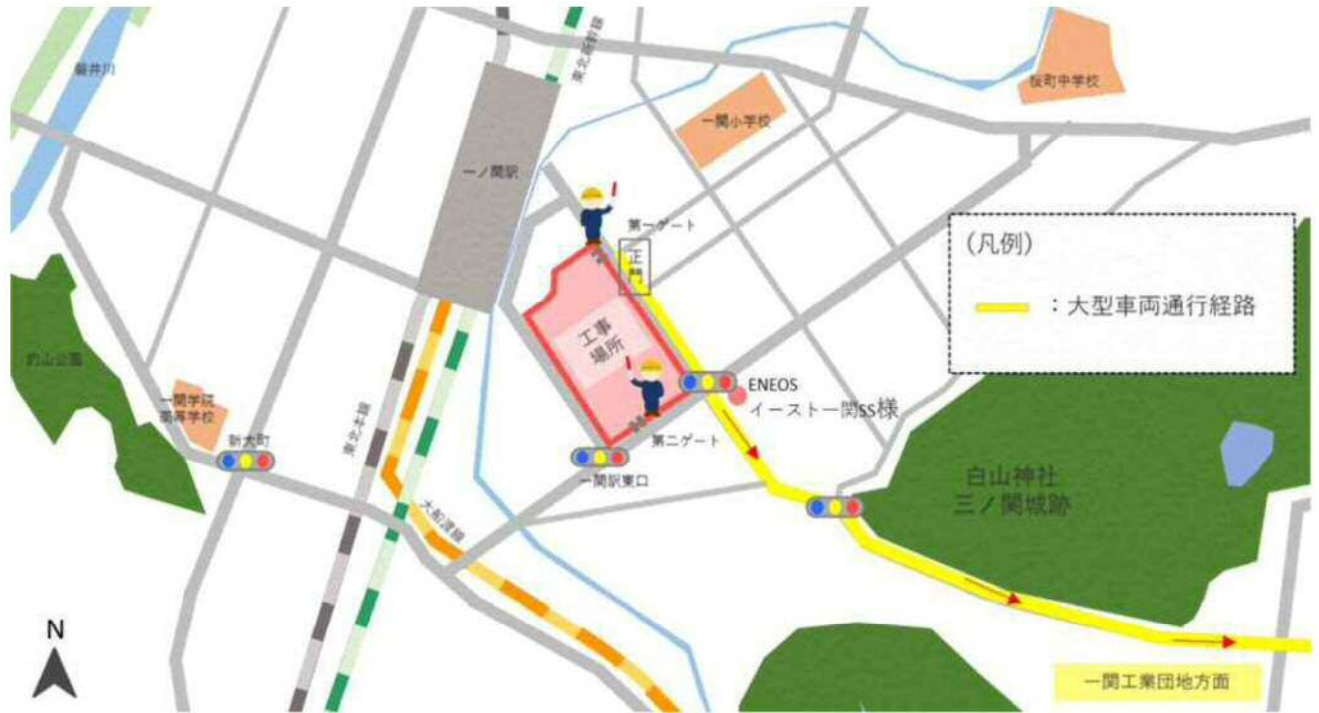 磐井川
東北新幹線
桜町中学校
一関小学校
一ノ関駅
第一ゲート
正門
(凡例)
：大型車両通行経路
工事
場所
釣山公園
ENEOS
イースト一関SS様
一関学院
高等学校
新大町
東北本線
第二ゲート
一関駅東口
白山神社
三ノ関城跡
大船渡線
N
一関工業団地方面